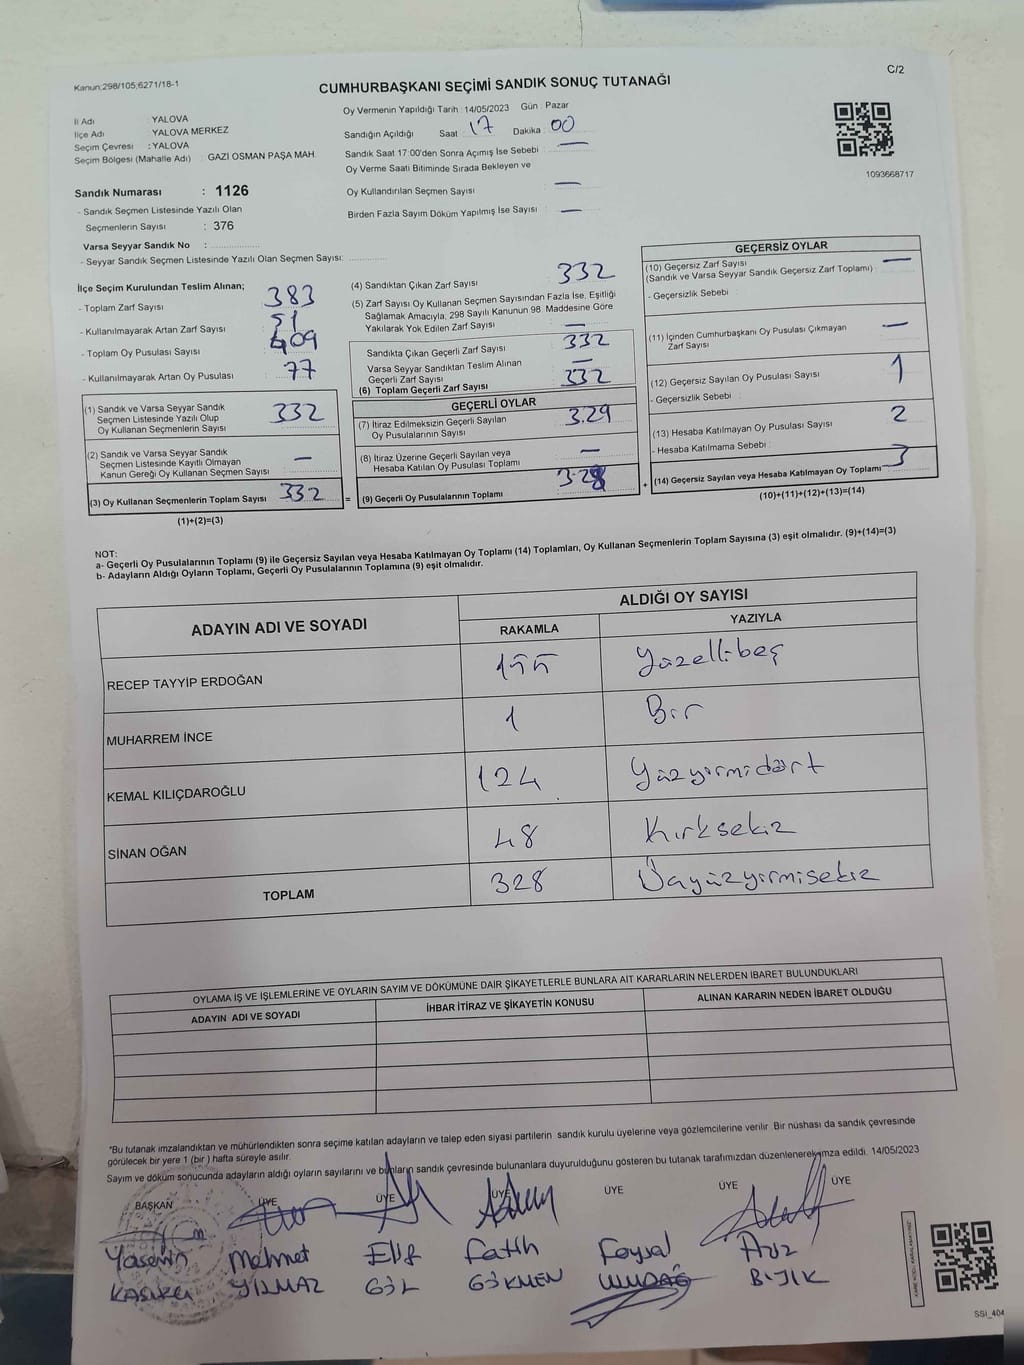 Kanun:298/105;6271/18-1
C/2
CUMHURBAŞKANI SEÇİMİ SANDIK SONUÇ TUTANAĞI
İl Adı : YALOVA
İlçe Adı : YALOVA MERKEZ
Seçim Çevresi : YALOVA
Seçim Bölgesi (Mahalle Adı) : GAZİ OSMAN PAŞA MAH.
Sandık Numarası : 1126
- Sandık Seçmen Listesinde Yazılı Olan
Seçmenlerin Sayısı : 376
Varsa Seyyar Sandık No :
- Seyyar Sandık Seçmen Listesinde Yazılı Olan Seçmen Sayısı:
Oy Vermenin Yapıldığı Tarih : 14/05/2023 Gün : Pazar
Sandığın Açıldığı Saat : 17 Dakika : 00
Sandık Saat 17:00'den Sonra Açımış İse Sebebi : —
Oy Verme Saati Bitiminde Sırada Bekleyen ve
Oy Kullandırılan Seçmen Sayısı —
Birden Fazla Sayım Döküm Yapılmış İse Sayısı : —
1093668717
İlçe Seçim Kurulundan Teslim Alınan;
- Toplam Zarf Sayısı : 383
- Kullanılmayarak Artan Zarf Sayısı : 51
- Toplam Oy Pusulası Sayısı : 409
- Kullanılmayarak Artan Oy Pusulası : 77
(1) Sandık ve Varsa Seyyar Sandık
Seçmen Listesinde Yazılı Olup
Oy Kullanan Seçmenlerin Sayısı 332
(2) Sandık ve Varsa Seyyar Sandık
Seçmen Listesinde Kayıtlı Olmayan
Kanun Gereği Oy Kullanan Seçmen Sayısı —
(3) Oy Kullanan Seçmenlerin Toplam Sayısı 332 =
(1)+(2)=(3)
(4) Sandıktan Çıkan Zarf Sayısı 332
(5) Zarf Sayısı Oy Kullanan Seçmen Sayısından Fazla İse, Eşitliği
Sağlamak Amacıyla, 298 Sayılı Kanunun 98. Maddesine Göre
Yakılarak Yok Edilen Zarf Sayısı —
Sandıkta Çıkan Geçerli Zarf Sayısı 332
Varsa Seyyar Sandıktan Teslim Alınan
Geçerli Zarf Sayısı —
(6) Toplam Geçerli Zarf Sayısı 332
GEÇERLİ OYLAR
(7) İtiraz Edilmeksizin Geçerli Sayılan
Oy Pusulalarının Sayısı 329
(8) İtiraz Üzerine Geçerli Sayılan veya
Hesaba Katılan Oy Pusulası Toplamı —
(9) Geçerli Oy Pusulalarının Toplamı 328 +
GEÇERSİZ OYLAR
(10) Geçersiz Zarf Sayısı
(Sandık ve Varsa Seyyar Sandık Geçersiz Zarf Toplamı) : —
- Geçersizlik Sebebi :
(11) İçinden Cumhurbaşkanı Oy Pusulası Çıkmayan
Zarf Sayısı —
(12) Geçersiz Sayılan Oy Pusulası Sayısı 1
- Geçersizlik Sebebi :
(13) Hesaba Katılmayan Oy Pusulası Sayısı 2
- Hesaba Katılmama Sebebi :
(14) Geçersiz Sayılan veya Hesaba Katılmayan Oy Toplamı 3
(10)+(11)+(12)+(13)=(14)
NOT:
a- Geçerli Oy Pusulalarının Toplamı (9) ile Geçersiz Sayılan veya Hesaba Katılmayan Oy Toplamı (14) Toplamları, Oy Kullanan Seçmenlerin Toplam Sayısına (3) eşit olmalıdır. (9)+(14)=(3)
b- Adayların Aldığı Oyların Toplamı, Geçerli Oy Pusulalarının Toplamına (9) eşit olmalıdır.
ADAYIN ADI VE SOYADI ALDIĞI OY SAYISI
RAKAMLA YAZIYLA
RECEP TAYYİP ERDOĞAN 155 Yüzellibeş
MUHARREM İNCE 1 Bir
KEMAL KILIÇDAROĞLU 124 Yüzyirmidört
SİNAN OĞAN 48 Kırksekiz
TOPLAM 328 Üçyüzyirmisekiz
OYLAMA İŞ VE İŞLEMLERİNE VE OYLARIN SAYIM VE DÖKÜMÜNE DAİR ŞİKAYETLERLE BUNLARA AİT KARARLARIN NELERDEN İBARET BULUNDUKLARI
ADAYIN ADI VE SOYADI İHBAR İTİRAZ VE ŞİKAYETİN KONUSU ALINAN KARARIN NEDEN İBARET OLDUĞU
*Bu tutanak imzalandıktan ve mühürlendikten sonra seçime katılan adayların ve talep eden siyasi partilerin sandık kurulu üyelerine veya gözlemcilerine verilir. Bir nüshası da sandık çevresinde
görülecek bir yere 1 (bir ) hafta süreyle asılır.
Sayım ve döküm sonucunda adayların aldığı oyların sayılarını ve bunların sandık çevresinde bulunanlara duyurulduğunu gösteren bu tutanak tarafımızdan düzenlenerek imza edildi. 14/05/2023
BAŞKAN ÜYE ÜYE ÜYE ÜYE ÜYE ÜYE
Yasemin Mehmet Elif Fatih Faysal Aziz
YILMAZ GÜL GÖKMEN ULUDAĞ